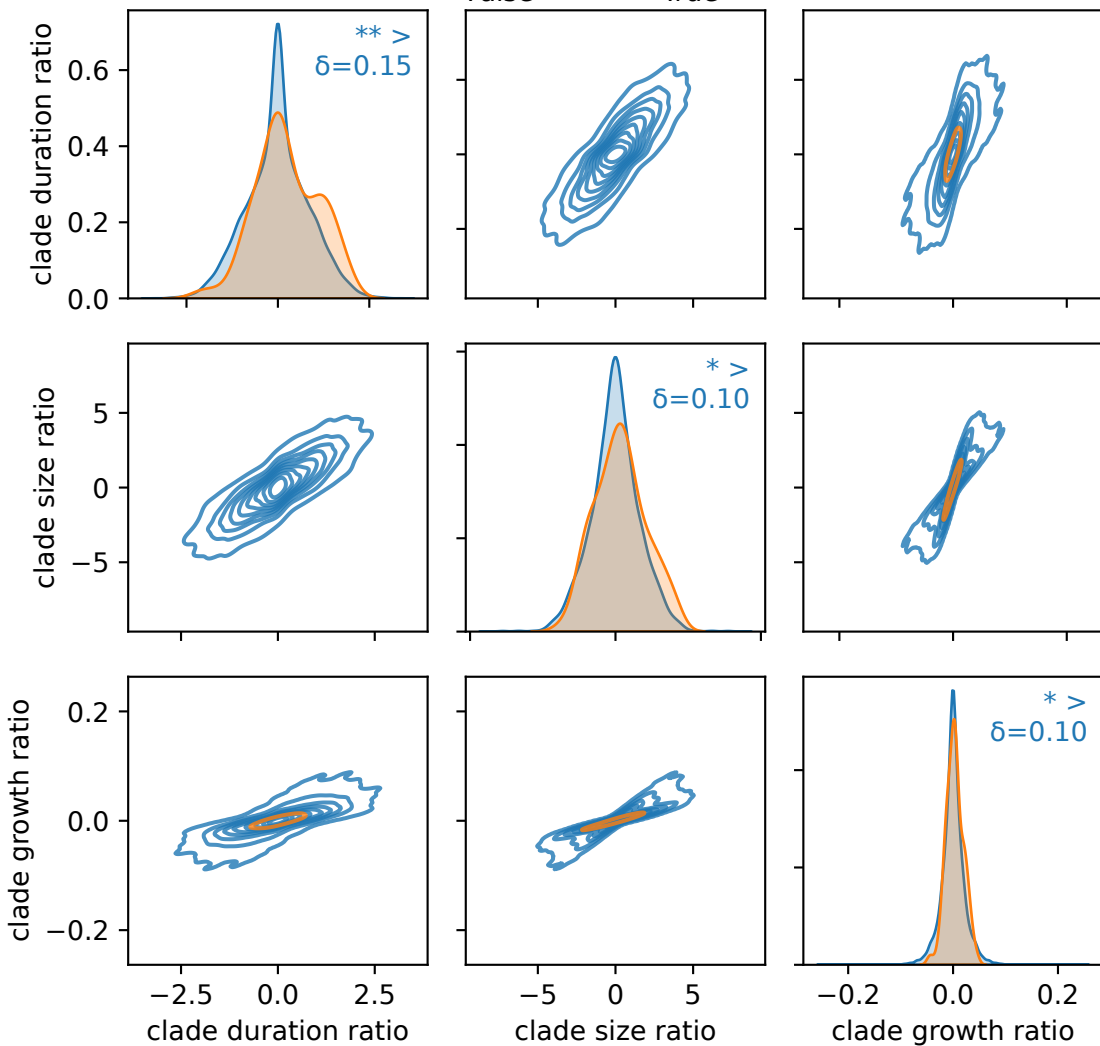 clade duration ratio
0.6
0.4
0.2
0.0
** >
δ=0.15
clade size ratio
5
0
−5
* >
δ=0.10
clade growth ratio
0.2
0.0
−0.2
* >
δ=0.10
−2.5 0.0 2.5
−5 0 5
−0.2 0.0 0.2
clade duration ratio
clade size ratio
clade growth ratio